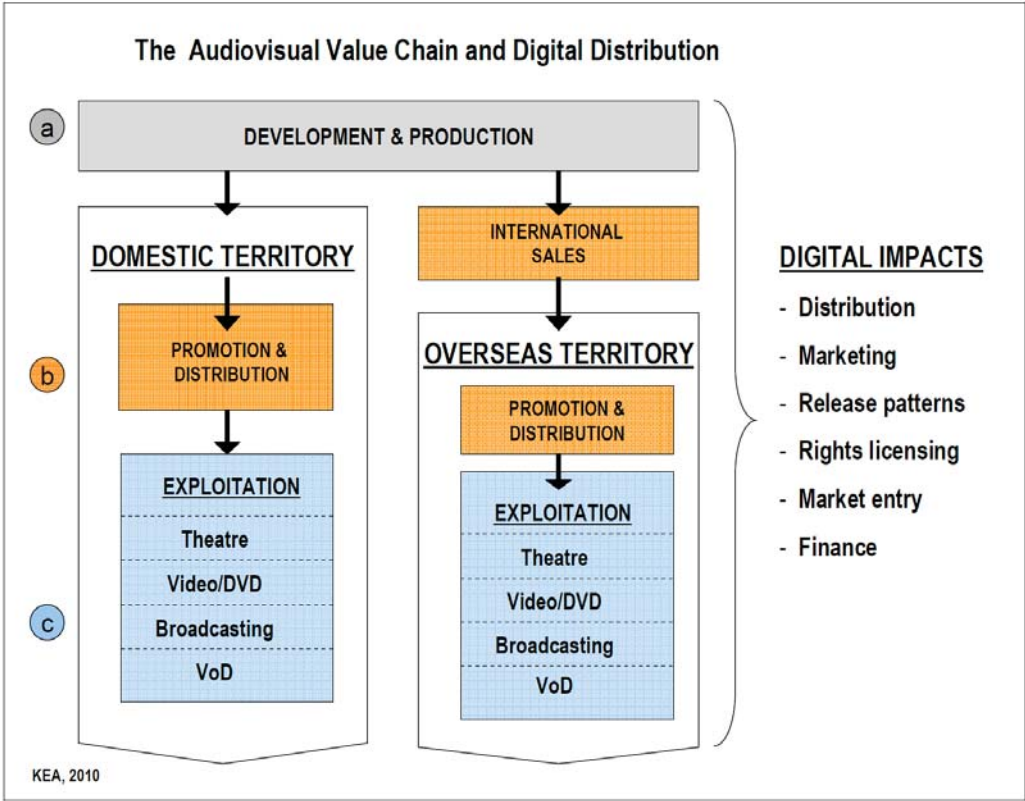 The Audiovisual Value Chain and Digital Distribution
a
DEVELOPMENT & PRODUCTION
DOMESTIC TERRITORY
b
PROMOTION &
DISTRIBUTION
c
EXPLOITATION
Theatre
Video/DVD
Broadcasting
VoD
INTERNATIONAL
SALES
OVERSEAS TERRITORY
PROMOTION &
DISTRIBUTION
EXPLOITATION
Theatre
Video/DVD
Broadcasting
VoD
DIGITAL IMPACTS
- Distribution
- Marketing
- Release patterns
- Rights licensing
- Market entry
- Finance
KEA, 2010